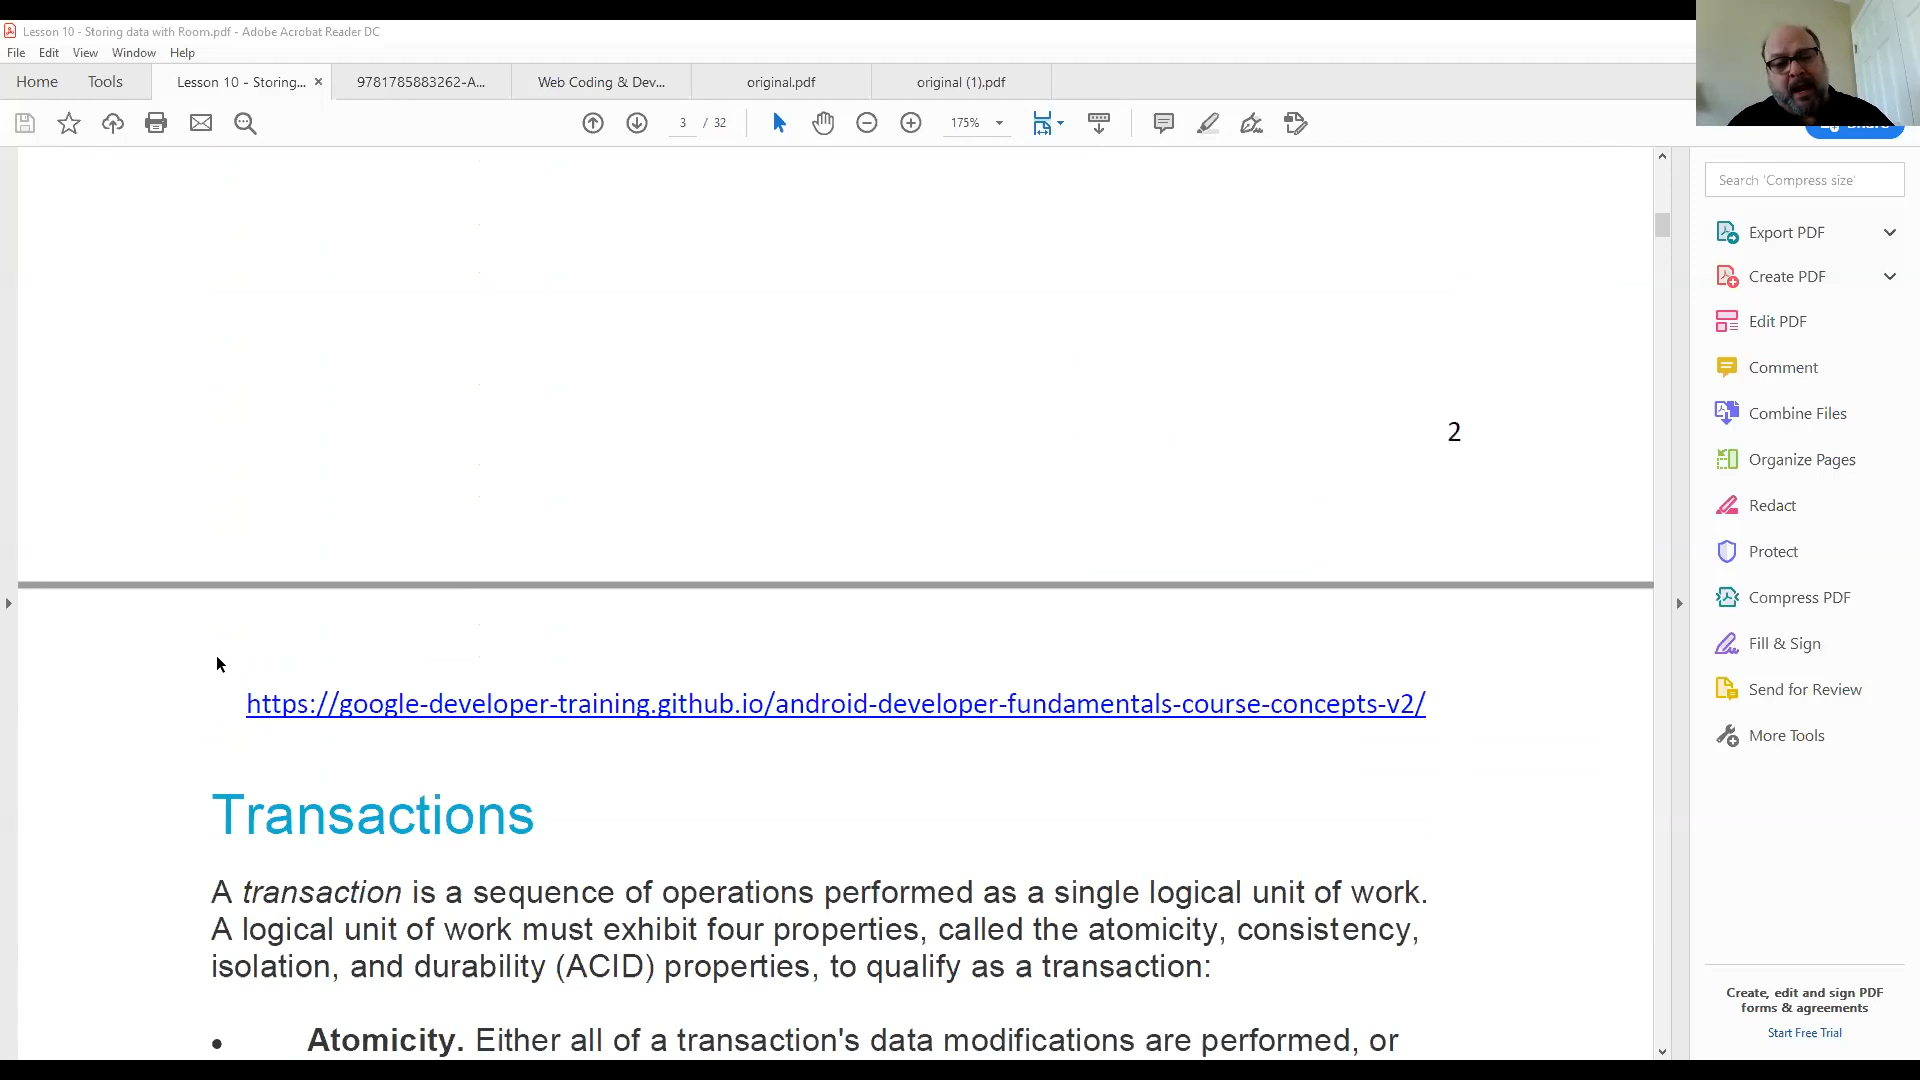 Lesson 10 - Storing data with Room.pdf - Adobe Acrobat Reader DC
File Edit View Window Help
Home Tools Lesson 10 - Storing... × 9781785883262-A... Web Coding & Dev... original.pdf original (1).pdf
3 / 32 175%
Share
Search 'Compress size'
Export PDF
Create PDF
Edit PDF
Comment
Combine Files
Organize Pages
Redact
Protect
Compress PDF
Fill & Sign
Send for Review
More Tools
Create, edit and sign PDF
forms & agreements
Start Free Trial
2
https://google-developer-training.github.io/android-developer-fundamentals-course-concepts-v2/
Transactions
A transaction is a sequence of operations performed as a single logical unit of work.
A logical unit of work must exhibit four properties, called the atomicity, consistency,
isolation, and durability (ACID) properties, to qualify as a transaction:
• Atomicity. Either all of a transaction's data modifications are performed, or